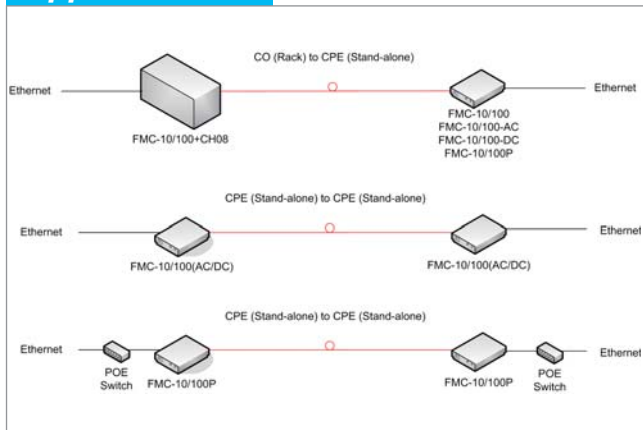 CO (Rack) to CPE (Stand-alone)
Ethernet
Ethernet
FMC-10/100+CH08
FMC-10/100
FMC-10/100-AC
FMC-10/100-DC
FMC-10/100P
CPE (Stand-alone) to CPE (Stand-alone)
Ethernet
Ethernet
FMC-10/100(AC/DC)
FMC-10/100(AC/DC)
CPE (Stand-alone) to CPE (Stand-alone)
Ethernet
Ethernet
POE
Switch
FMC-10/100P
FMC-10/100P
POE
Switch